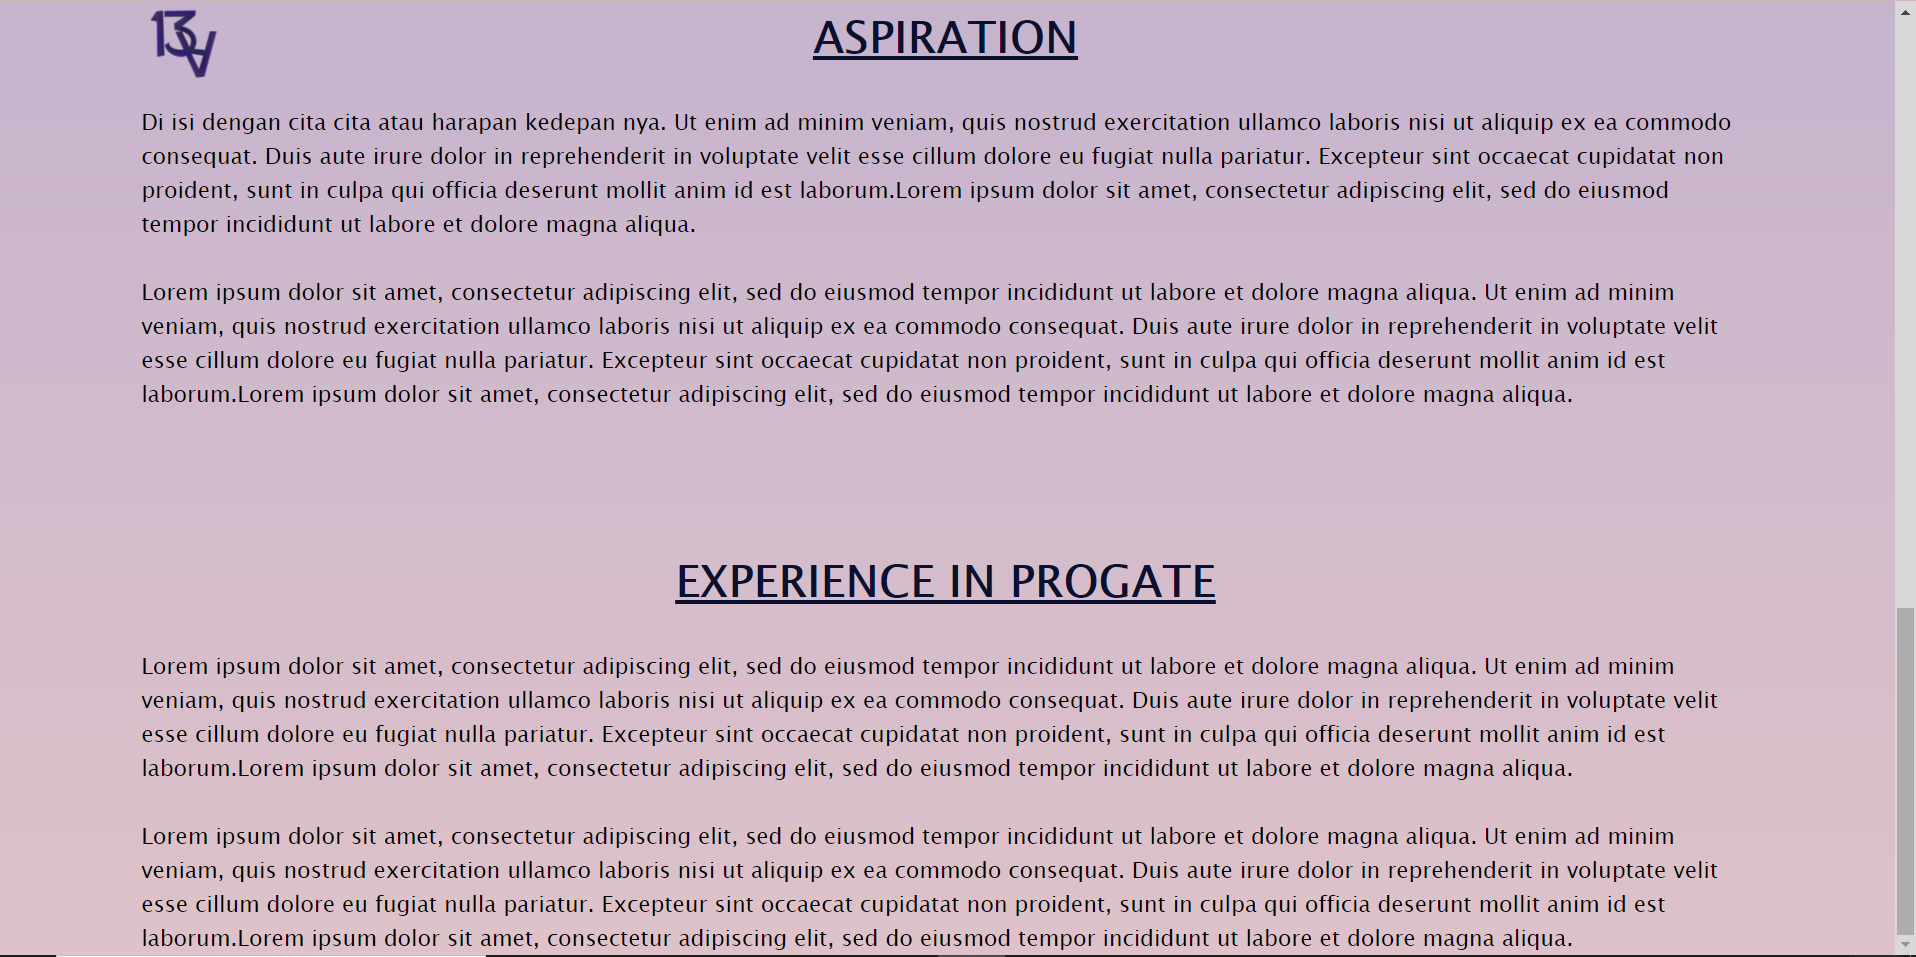 13A
ASPIRATION
Di isi dengan cita cita atau harapan kedepan nya. Ut enim ad minim veniam, quis nostrud exercitation ullamco laboris nisi ut aliquip ex ea commodo
consequat. Duis aute irure dolor in reprehenderit in voluptate velit esse cillum dolore eu fugiat nulla pariatur. Excepteur sint occaecat cupidatat non
proident, sunt in culpa qui officia deserunt mollit anim id est laborum.Lorem ipsum dolor sit amet, consectetur adipiscing elit, sed do eiusmod
tempor incididunt ut labore et dolore magna aliqua.
Lorem ipsum dolor sit amet, consectetur adipiscing elit, sed do eiusmod tempor incididunt ut labore et dolore magna aliqua. Ut enim ad minim
veniam, quis nostrud exercitation ullamco laboris nisi ut aliquip ex ea commodo consequat. Duis aute irure dolor in reprehenderit in voluptate velit
esse cillum dolore eu fugiat nulla pariatur. Excepteur sint occaecat cupidatat non proident, sunt in culpa qui officia deserunt mollit anim id est
laborum.Lorem ipsum dolor sit amet, consectetur adipiscing elit, sed do eiusmod tempor incididunt ut labore et dolore magna aliqua.
EXPERIENCE IN PROGATE
Lorem ipsum dolor sit amet, consectetur adipiscing elit, sed do eiusmod tempor incididunt ut labore et dolore magna aliqua. Ut enim ad minim
veniam, quis nostrud exercitation ullamco laboris nisi ut aliquip ex ea commodo consequat. Duis aute irure dolor in reprehenderit in voluptate velit
esse cillum dolore eu fugiat nulla pariatur. Excepteur sint occaecat cupidatat non proident, sunt in culpa qui officia deserunt mollit anim id est
laborum.Lorem ipsum dolor sit amet, consectetur adipiscing elit, sed do eiusmod tempor incididunt ut labore et dolore magna aliqua.
Lorem ipsum dolor sit amet, consectetur adipiscing elit, sed do eiusmod tempor incididunt ut labore et dolore magna aliqua. Ut enim ad minim
veniam, quis nostrud exercitation ullamco laboris nisi ut aliquip ex ea commodo consequat. Duis aute irure dolor in reprehenderit in voluptate velit
esse cillum dolore eu fugiat nulla pariatur. Excepteur sint occaecat cupidatat non proident, sunt in culpa qui officia deserunt mollit anim id est
laborum.Lorem ipsum dolor sit amet, consectetur adipiscing elit, sed do eiusmod tempor incididunt ut labore et dolore magna aliqua.